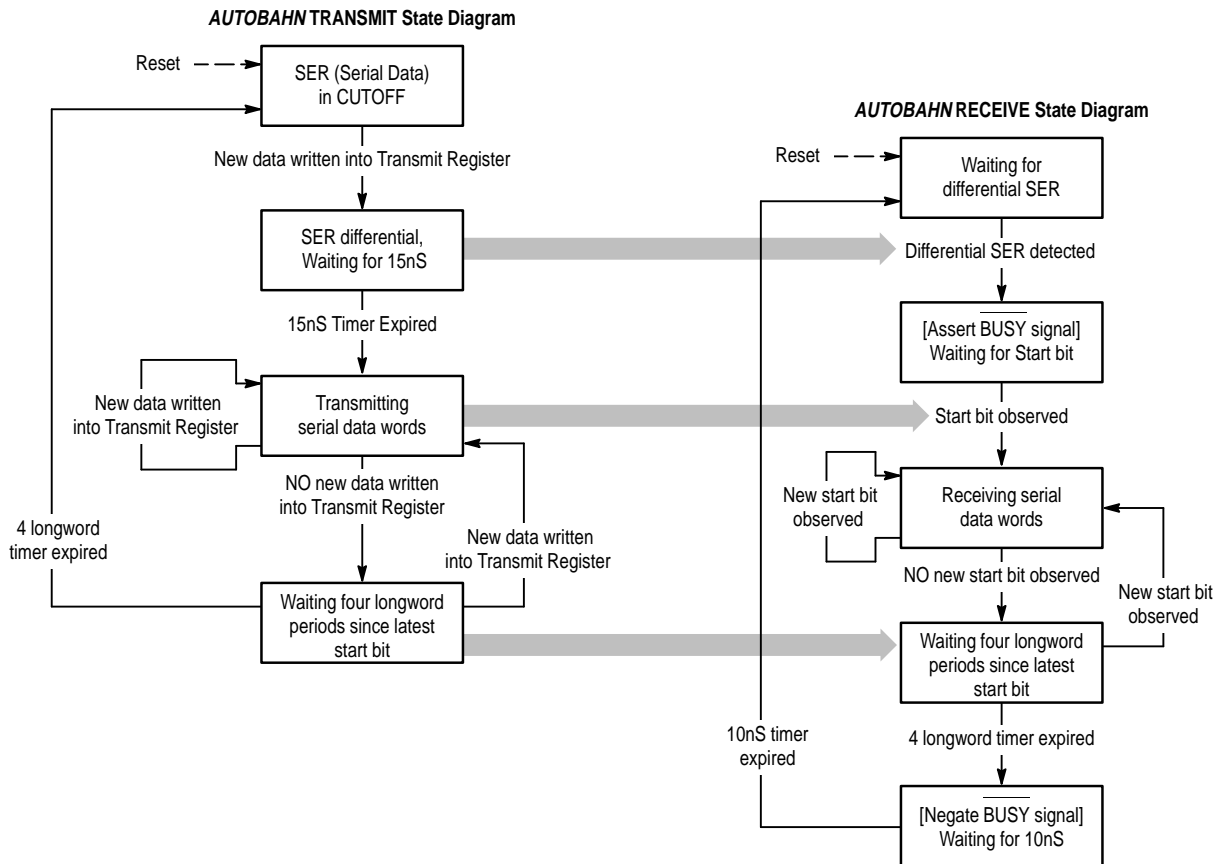 AUTOBAHN TRANSMIT State Diagram
Reset
SER (Serial Data)
in CUTOFF
New data written into Transmit Register
SER differential,
Waiting for 15nS
15nS Timer Expired
New data written
into Transmit Register
Transmitting
serial data words
NO new data written
into Transmit Register
4 longword
timer expired
New data written
into Transmit Register
Waiting four longword
periods since latest
start bit
AUTOBAHN RECEIVE State Diagram
Reset
Waiting for
differential SER
Differential SER detected
[Assert BUSY signal]
Waiting for Start bit
Start bit observed
New start bit
observed
Receiving serial
data words
NO new start bit observed
New start bit
observed
Waiting four longword
periods since latest
start bit
10nS timer
expired
4 longword timer expired
[Negate BUSY signal]
Waiting for 10nS